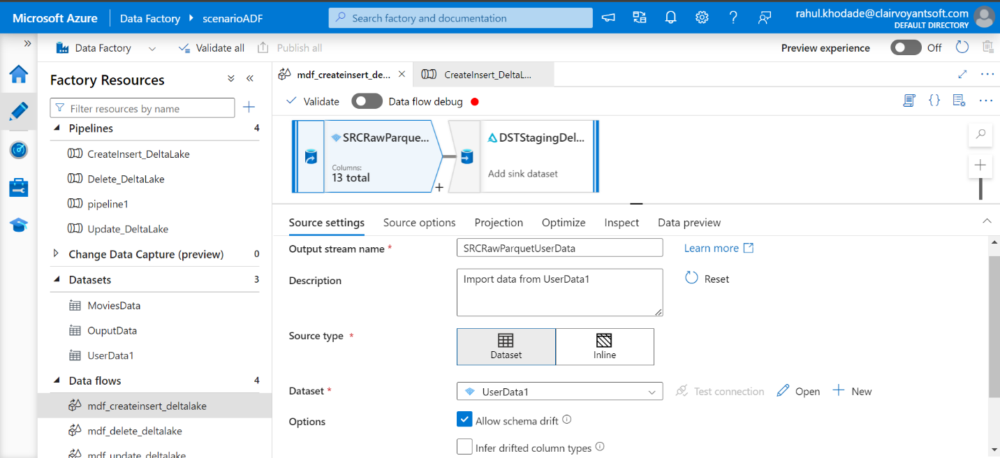 Microsoft Azure Data Factory scenarioADF Search factory and documentation rahul.khodade@clairvoyantsoft.com
DEFAULT DIRECTORY
Data Factory Validate all Publish all Preview experience Off
Factory Resources
Filter resources by name
Pipelines 4
CreateInsert_DeltaLake
Delete_DeltaLake
pipeline1
Update_DeltaLake
Change Data Capture (preview) 0
Datasets 3
MoviesData
OuputData
UserData1
Data flows 4
mdf_createinsert_deltalake
mdf_delete_deltalake
mdf_update_deltalake
mdf_createinsert_de... CreateInsert_DeltaL...
Validate Data flow debug
SRCRawParque... DSTStagingDel...
Columns:
13 total Add sink dataset
Source settings Source options Projection Optimize Inspect Data preview
Output stream name * SRCRawParquetUserData Learn more
Description Import data from UserData1 Reset
Source type * Dataset Inline
Dataset * UserData1 Test connection Open New
Options Allow schema drift
Infer drifted column types